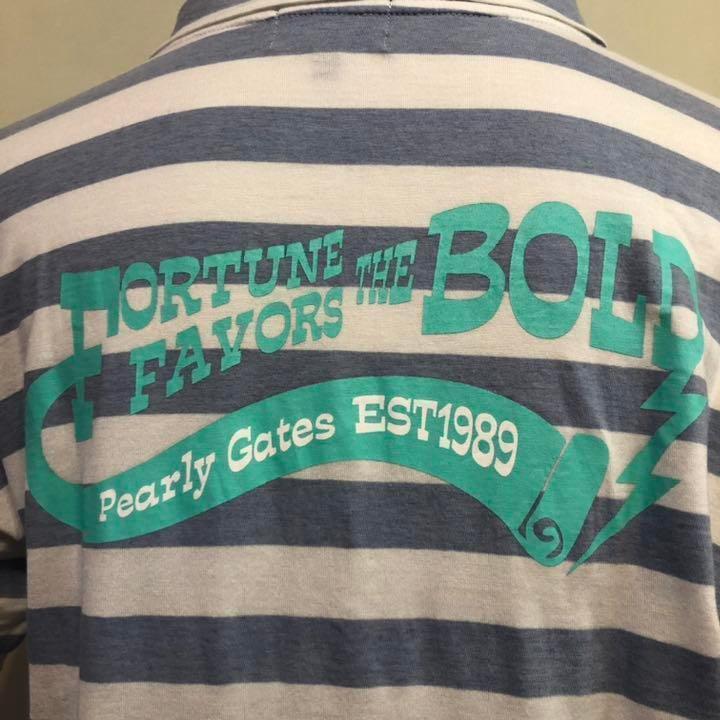 FORTUNE
FAVORS THE BOLD
Pearly Gates EST1989